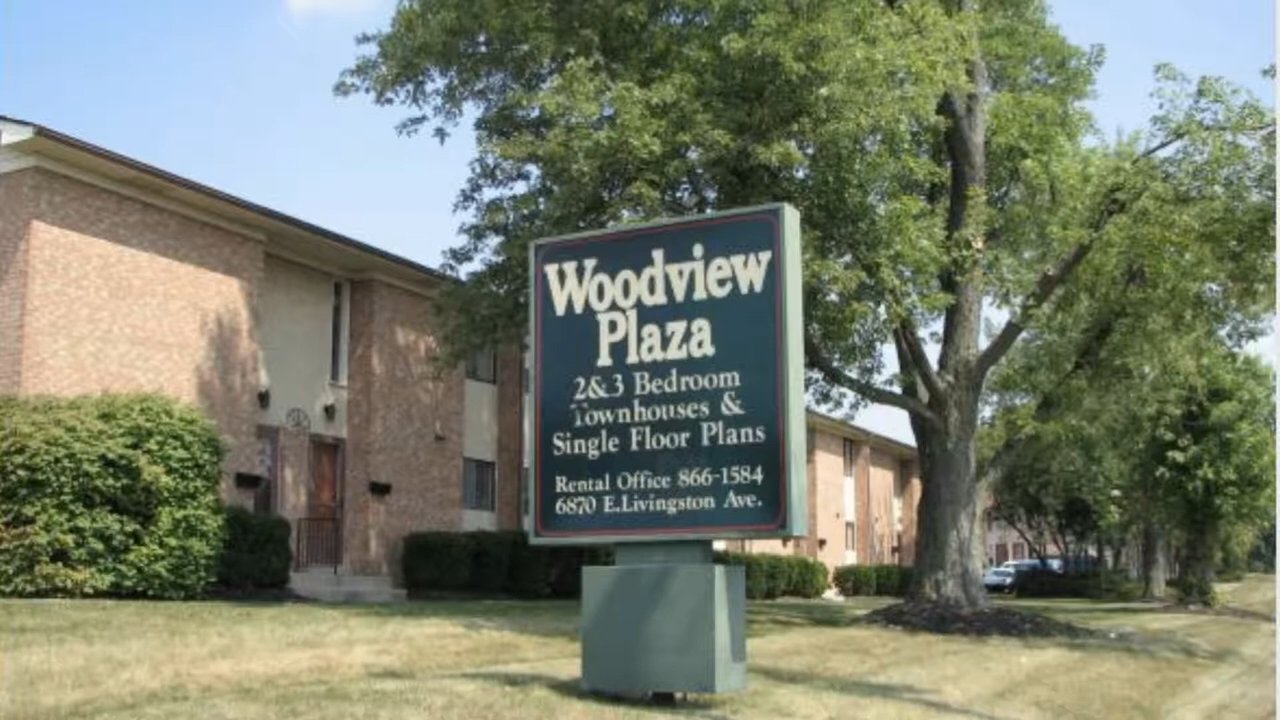 Woodview
Plaza
2&3 Bedroom
Townhouses &
Single Floor Plans
Rental Office 866-1584
6870 E.Livingston Ave.